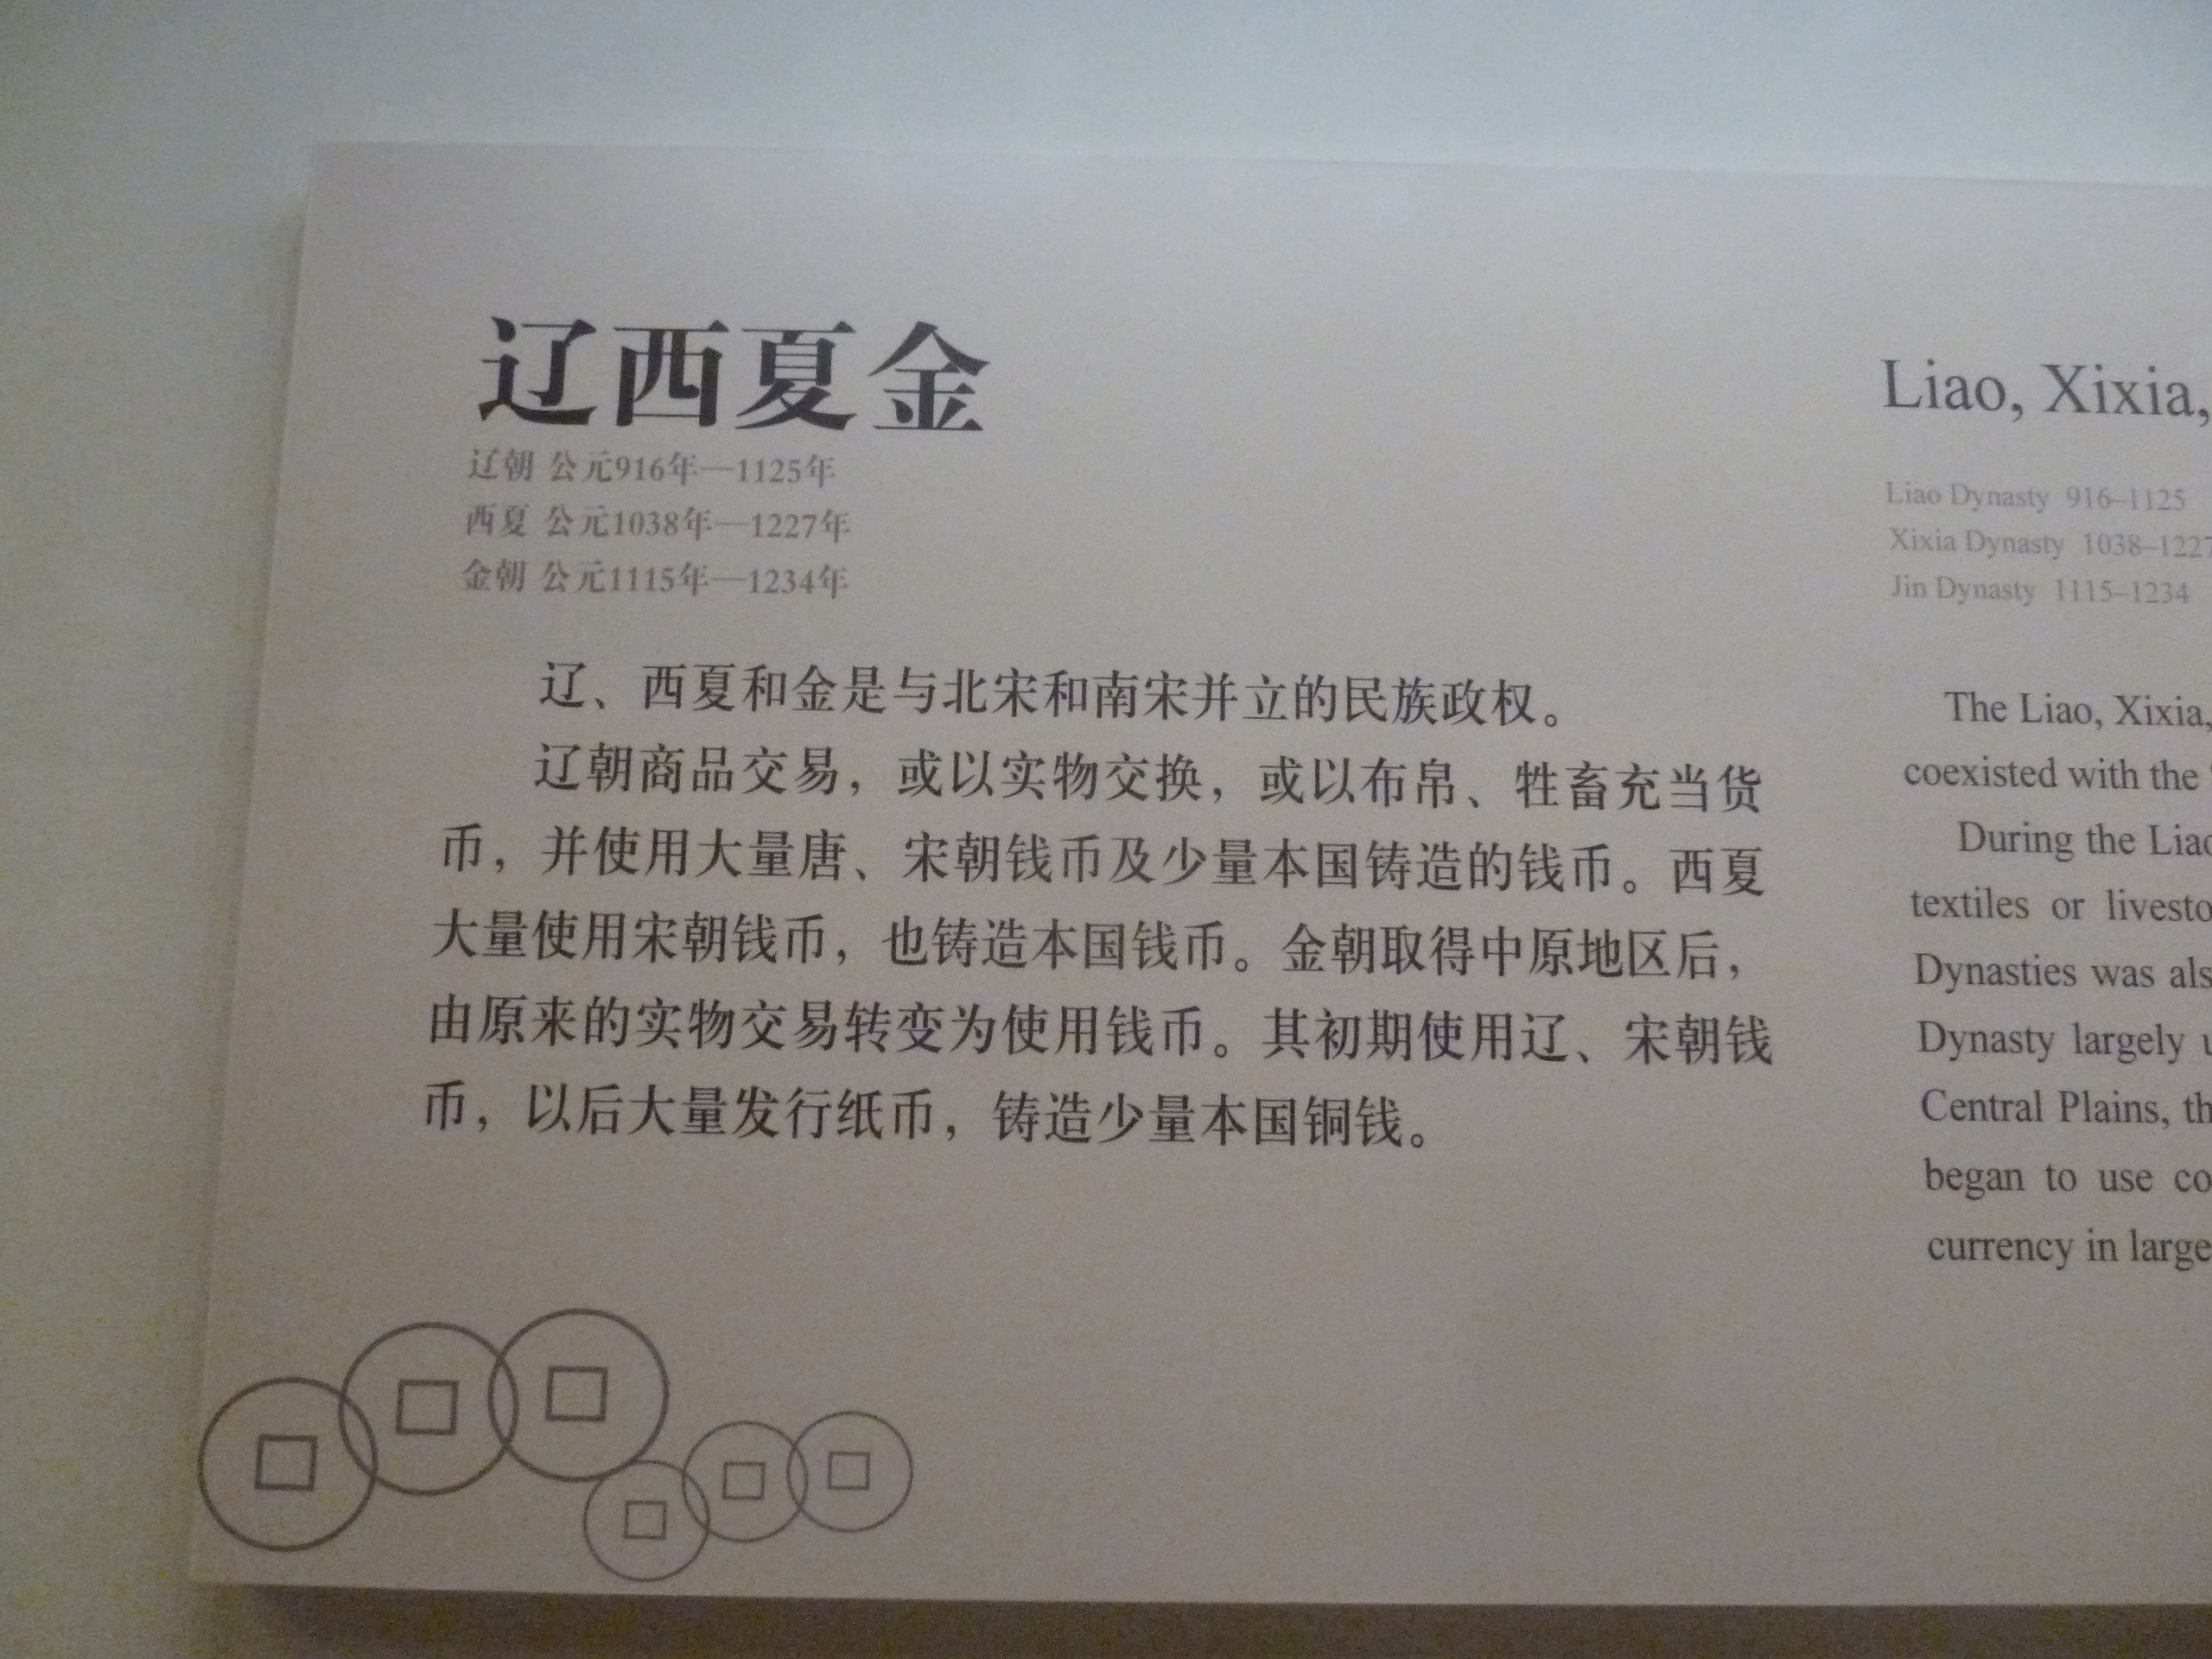 辽西夏金
辽朝 公元916年—1125年
西夏 公元1038年—1227年
金朝 公元1115年—1234年
辽、西夏和金是与北宋和南宋并立的民族政权。
辽朝商品交易，或以实物交换，或以布帛、牲畜充当货
币，并使用大量唐、宋朝钱币及少量本国铸造的钱币。西夏
大量使用宋朝钱币，也铸造本国钱币。金朝取得中原地区后，
由原来的实物交易转变为使用钱币。其初期使用辽、宋朝钱
币，以后大量发行纸币，铸造少量本国铜钱。
Liao, Xixia,
Liao Dynasty 916–1125
Xixia Dynasty 1038–1227
Jin Dynasty 1115–1234
The Liao, Xixia,
coexisted with the
During the Liao
textiles or
Dynasties was
Dynasty largely
Central Plains,
began to use
currency in large